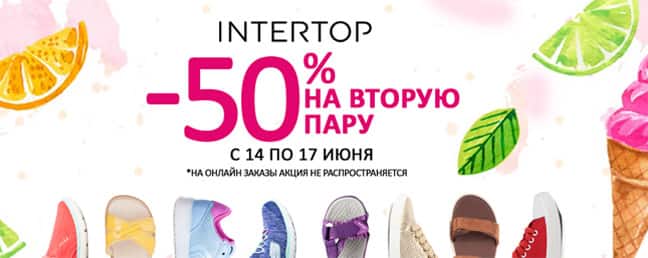 INTERTOP
-50%
НА ВТОРУЮ
ПАРУ
С 14 ПО 17 ИЮНЯ
*НА ОНЛАЙН ЗАКАЗЫ АКЦИЯ НЕ РАСПРОСТРАНЯЕТСЯ